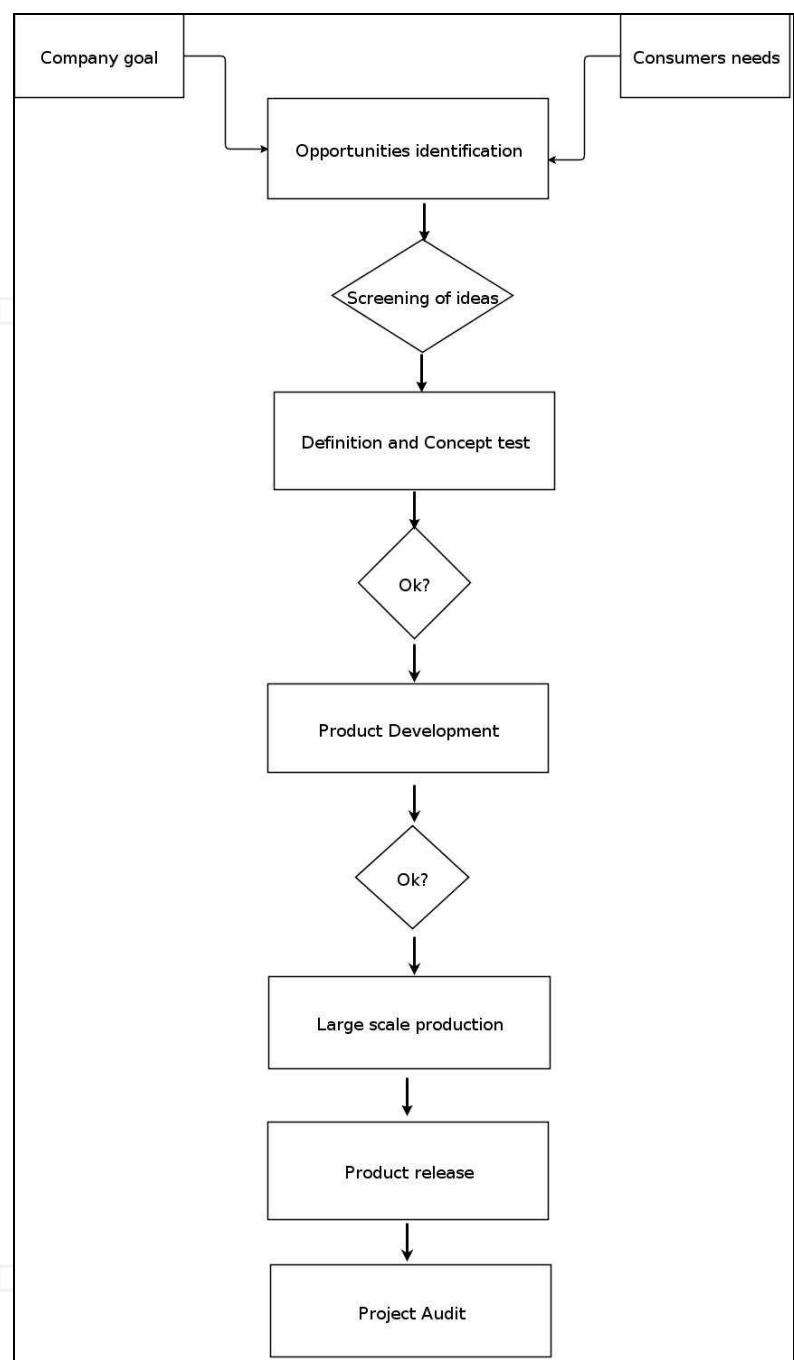 Company goal
Consumers needs
Opportunities identification
Screening of ideas
Definition and Concept test
Ok?
Product Development
Ok?
Large scale production
Product release
Project Audit